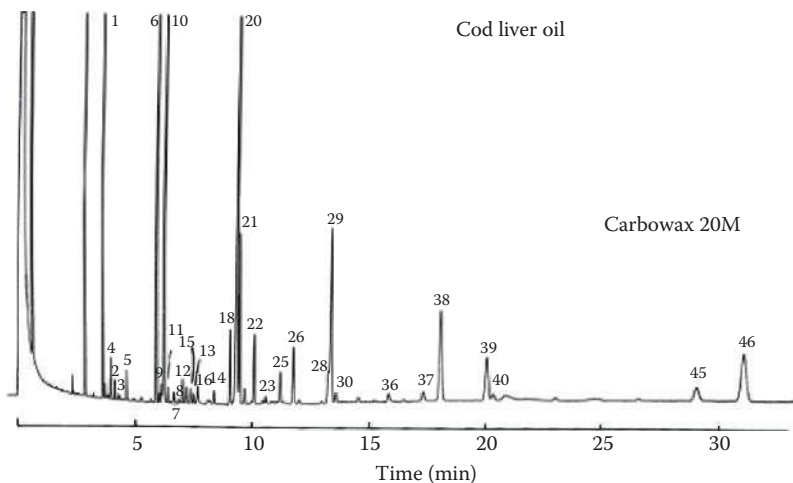 1 6 10 20 Cod liver oil
21 29 Carbowax 20M
4 2 3 5 9 11 15 12 8 7 13 16 14 18 22 23 25 26 28 30 36 37 38 39 40 45 46
5 10 15 20 25 30
Time (min)